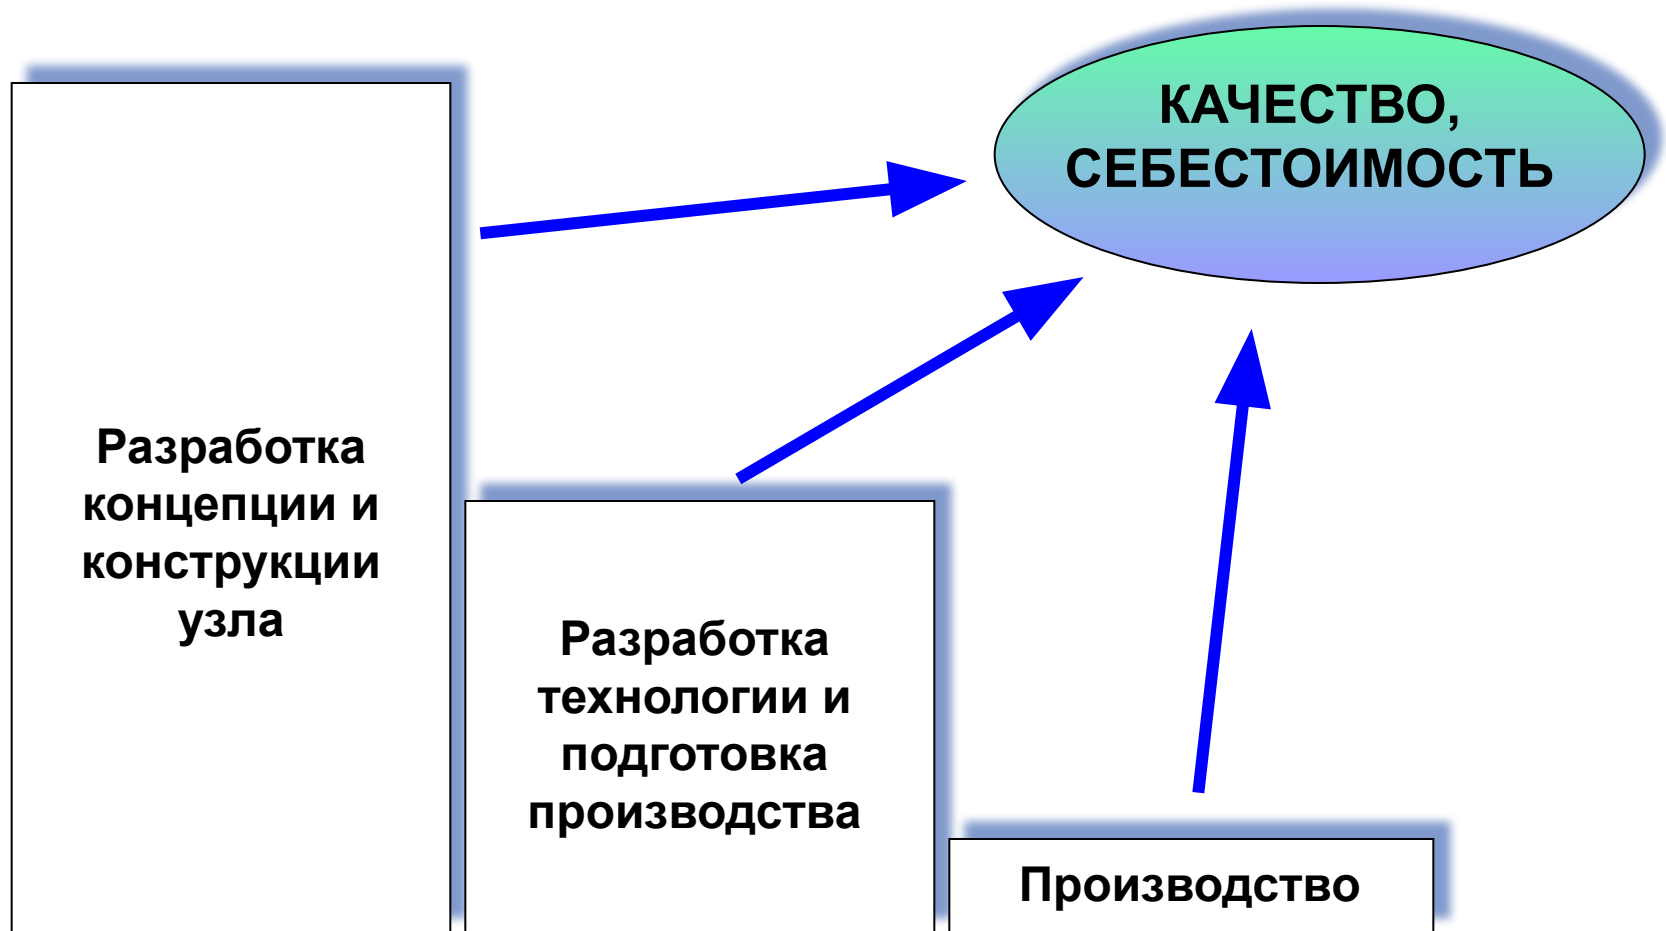 КАЧЕСТВО,
СЕБЕСТОИМОСТЬ
Разработка
концепции и
конструкции
узла
Разработка
технологии и
подготовка
производства
Производство